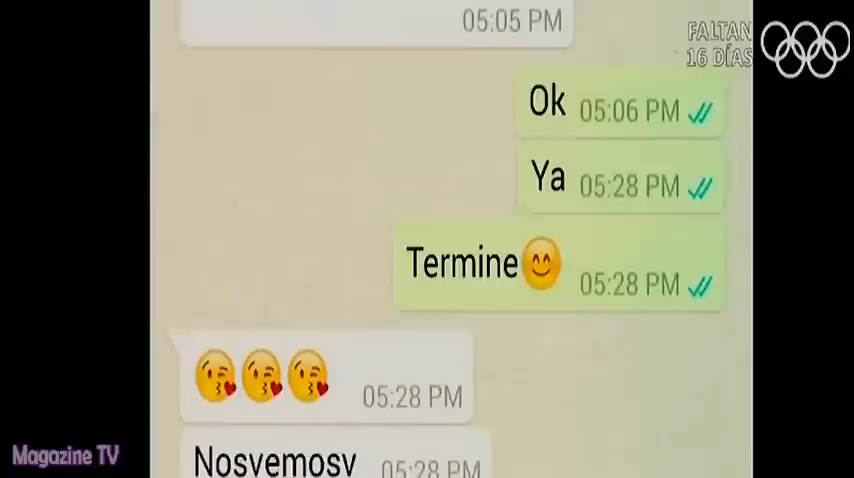 05:05 PM
FALTAN
16 DÍAS
Ok 05:06 PM
Ya 05:28 PM
Termine😊 05:28 PM
😘😘😘 05:28 PM
Nosvemosv 05:28 PM
Magazine TV